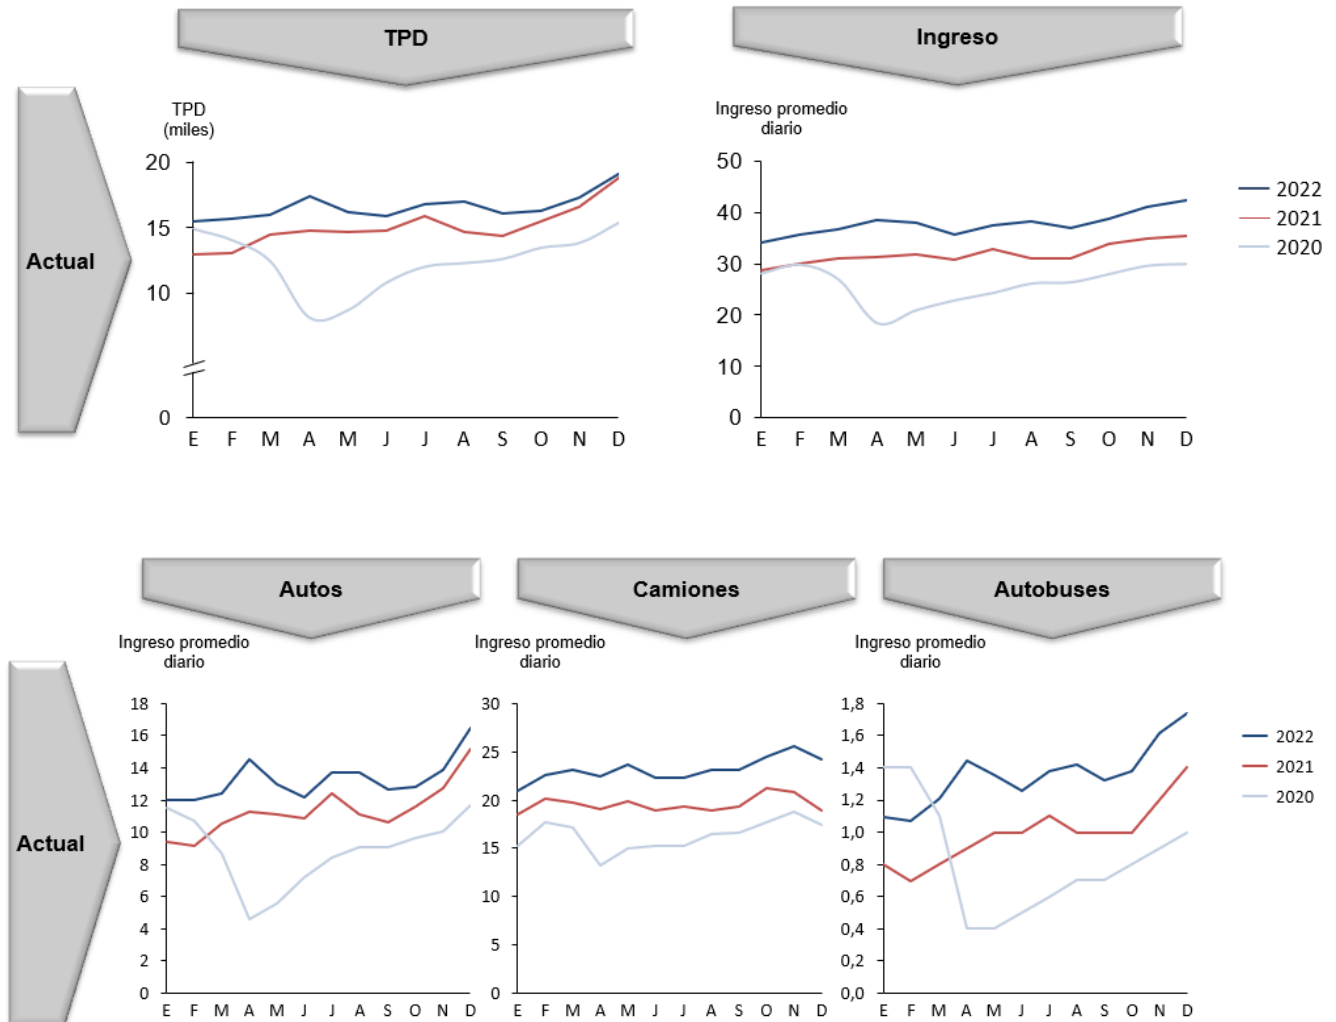 TPD
Ingreso
Actual
TPD
(miles)
20
15
10
0
E F M A M J J A S O N D
Ingreso promedio
diario
50
40
30
20
10
0
E F M A M J J A S O N D
2022
2021
2020
Autos
Camiones
Autobuses
Actual
Ingreso promedio
diario
18
16
14
12
10
8
6
4
2
0
E F M A M J J A S O N D
Ingreso promedio
diario
30
25
20
15
10
5
0
E F M A M J J A S O N D
Ingreso promedio
diario
1,8
1,6
1,4
1,2
1,0
0,8
0,6
0,4
0,2
0,0
E F M A M J J A S O N D
2022
2021
2020